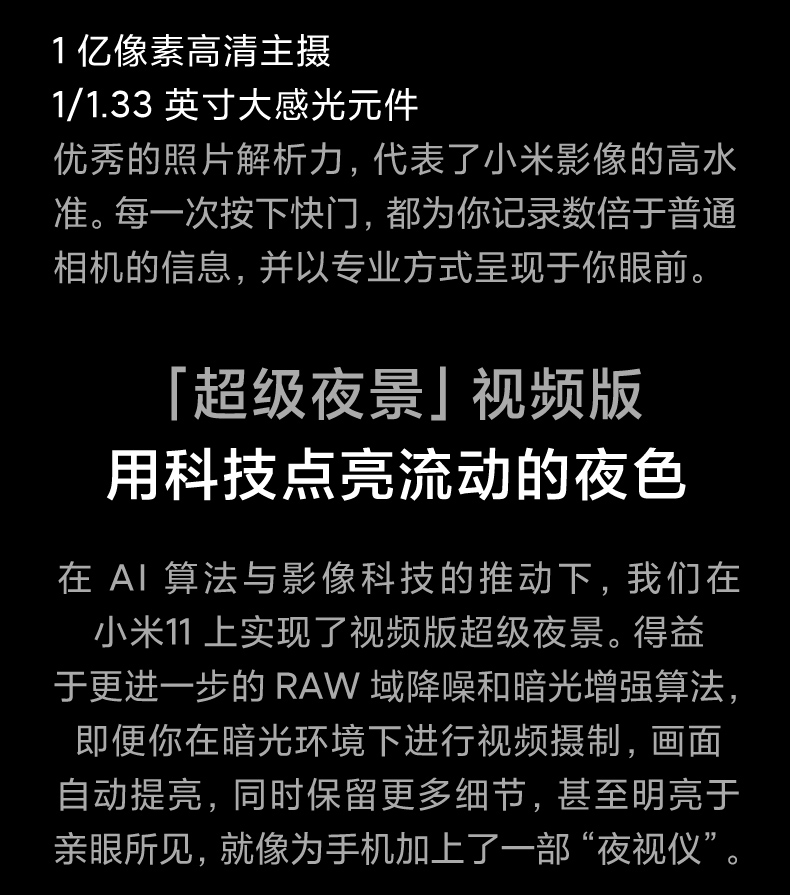 1 亿像素高清主摄
1/1.33 英寸大感光元件
优秀的照片解析力，代表了小米影像的高水
准。每一次按下快门，都为你记录数倍于普通
相机的信息，并以专业方式呈现于你眼前。
「超级夜景」视频版
用科技点亮流动的夜色
在 AI 算法与影像科技的推动下，我们在
小米11 上实现了视频版超级夜景。得益
于更进一步的 RAW 域降噪和暗光增强算法，
即便你在暗光环境下进行视频摄制，画面
自动提亮，同时保留更多细节，甚至明亮于
亲眼所见，就像为手机加上了一部 “夜视仪”。